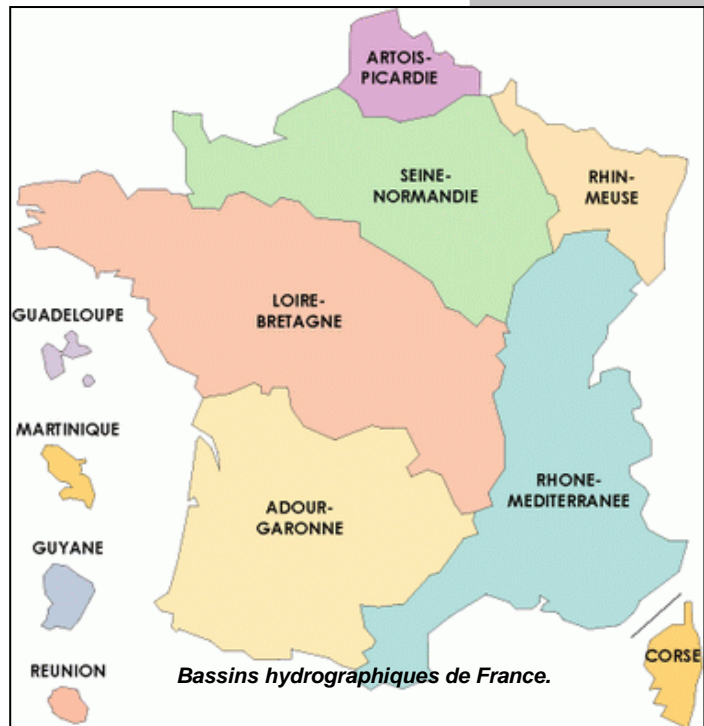 ARTOIS-
PICARDIE
SEINE-
NORMANDIE
RHIN-
MEUSE
LOIRE-
BRETAGNE
GUADELOUPE
MARTINIQUE
RHONE-
MEDITERRANEE
ADOUR-
GARONNE
GUYANE
CORSE
REUNION
Bassins hydrographiques de France.